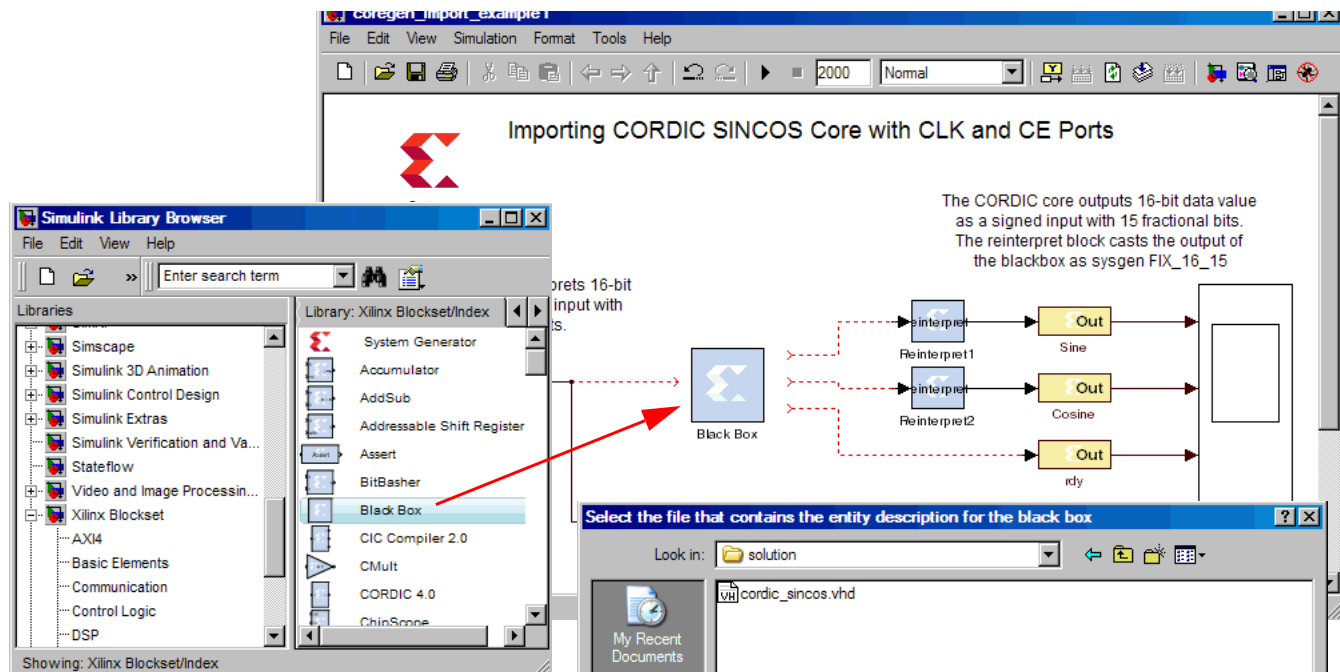 coregen_import_example1
File Edit View Simulation Format Tools Help
2000 Normal
Importing CORDIC SINCOS Core with CLK and CE Ports
The CORDIC core outputs 16-bit data value
as a signed input with 15 fractional bits.
The reinterpret block casts the output of
the blackbox as sysgen FIX_16_15
prets 16-bit
input with
ts.
einterpret
Reinterpret1
Out
Sine
einterpret
Reinterpret2
Out
Cosine
Out
rdy
Black Box
Simulink Library Browser
File Edit View Help
» Enter search term
Libraries
Simscape
Simulink 3D Animation
Simulink Control Design
Simulink Extras
Simulink Verification and Va...
Stateflow
Video and Image Processin...
Xilinx Blockset
AXI4
Basic Elements
Communication
Control Logic
DSP
Library: Xilinx Blockset/Index
System Generator
Accumulator
AddSub
Addressable Shift Register
Assert
Assert
BitBasher
Black Box
CIC Compiler 2.0
CMult
CORDIC 4.0
ChipScope
Showing: Xilinx Blockset/Index
Select the file that contains the entity description for the black box
Look in: solution
cordic_sincos.vhd
My Recent
Documents